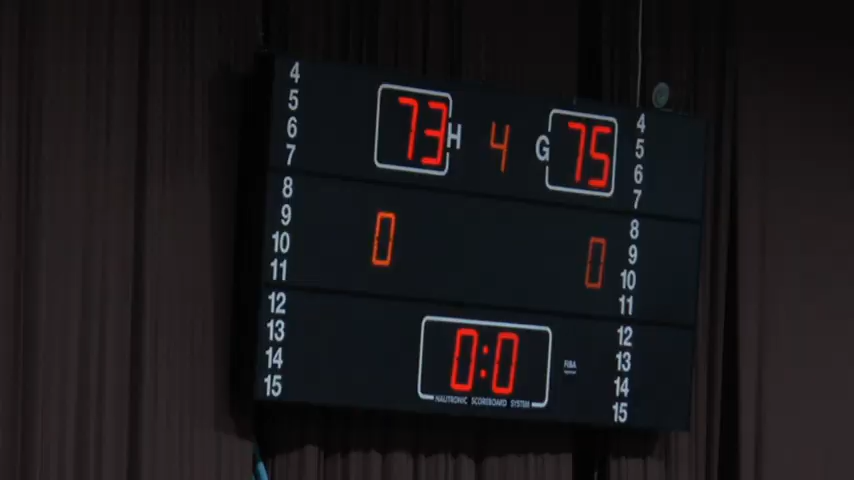 4 73 H 4 G 75 4
5 5
6 6
7 7
8 8
9 0 0 9
10 10
11 11
12 12
13 0:0 FIBA 13
14 14
15 NAUTRONIC SCOREBOARD SYSTEM 15